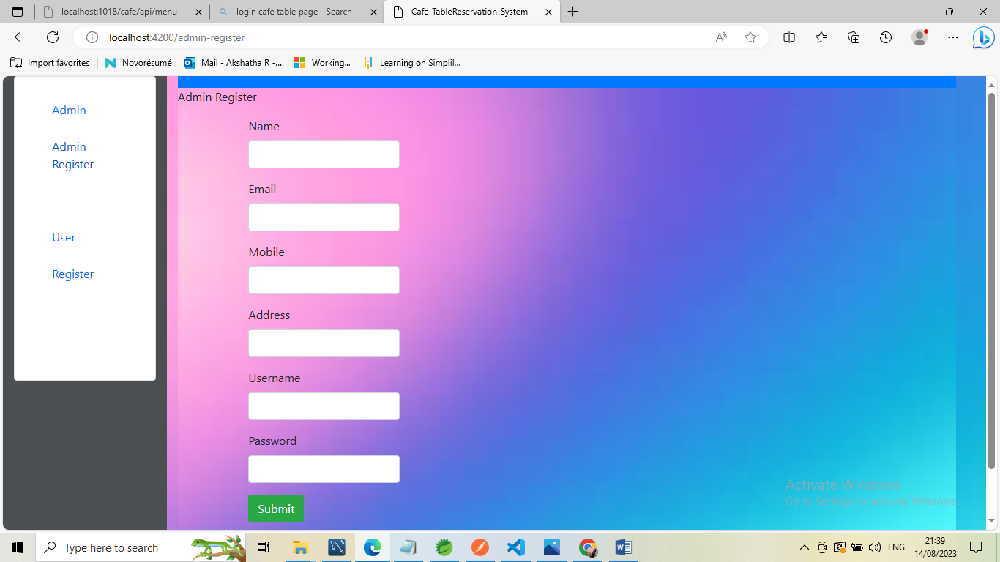 localhost:1018/cafe/api/menu
login cafe table page - Search
Cafe-TableReservation-System
localhost:4200/admin-register
Import favorites
Novorésumé
Mail - Akshatha R -...
Working...
Learning on Simplil...
Admin
Admin
Register
User
Register
Admin Register
Name
Email
Mobile
Address
Username
Password
Submit
Activate Windows
Go to Settings to activate Windows
Type here to search
ENG
21:39
14/08/2023